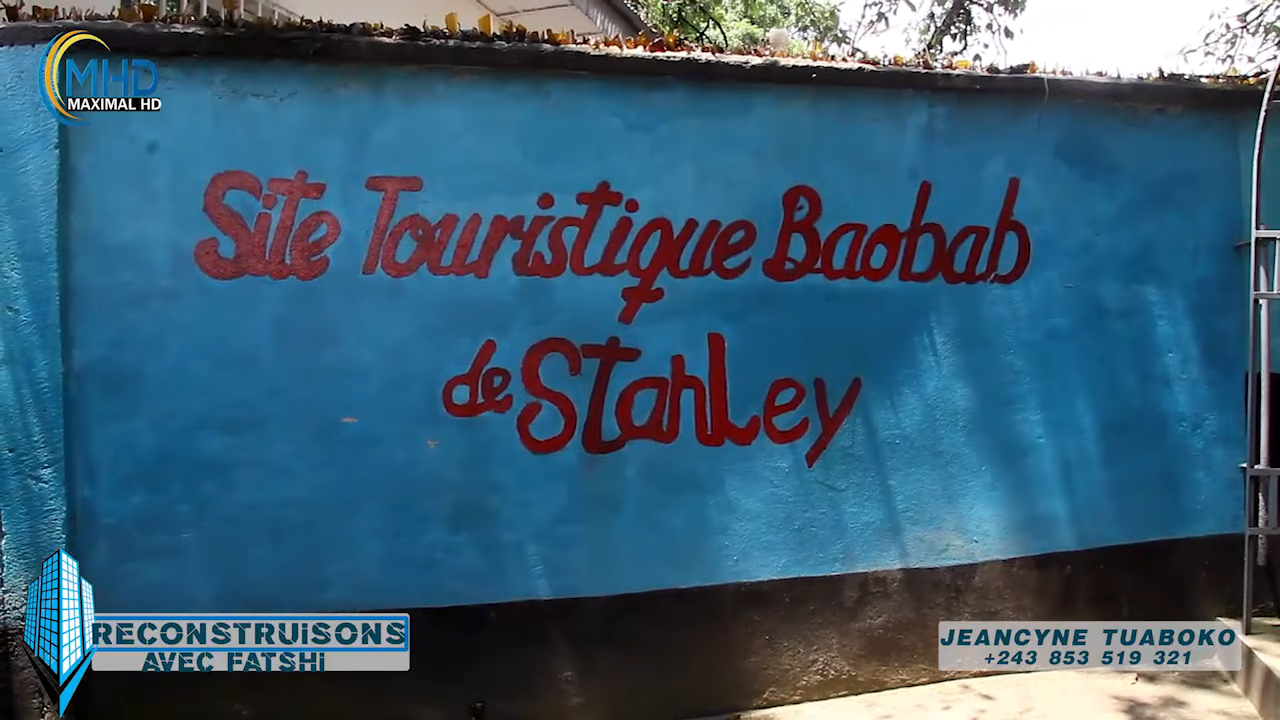 MHD
MAXIMAL HD
Site Touristique Baobab
de Stanley
RECONSTRUISONS
AVEC FATSHI
JEANCYNE TUABOKO
+243 853 519 321